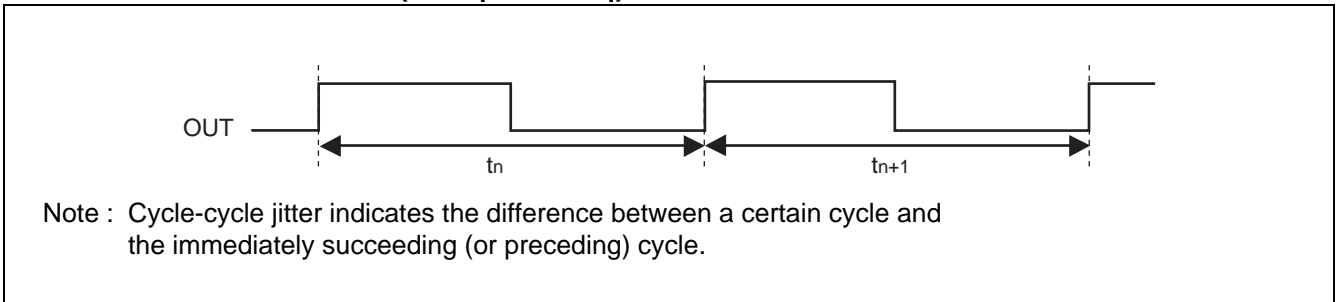 OUT
tn
tn+1
Note : Cycle-cycle jitter indicates the difference between a certain cycle and
the immediately succeeding (or preceding) cycle.